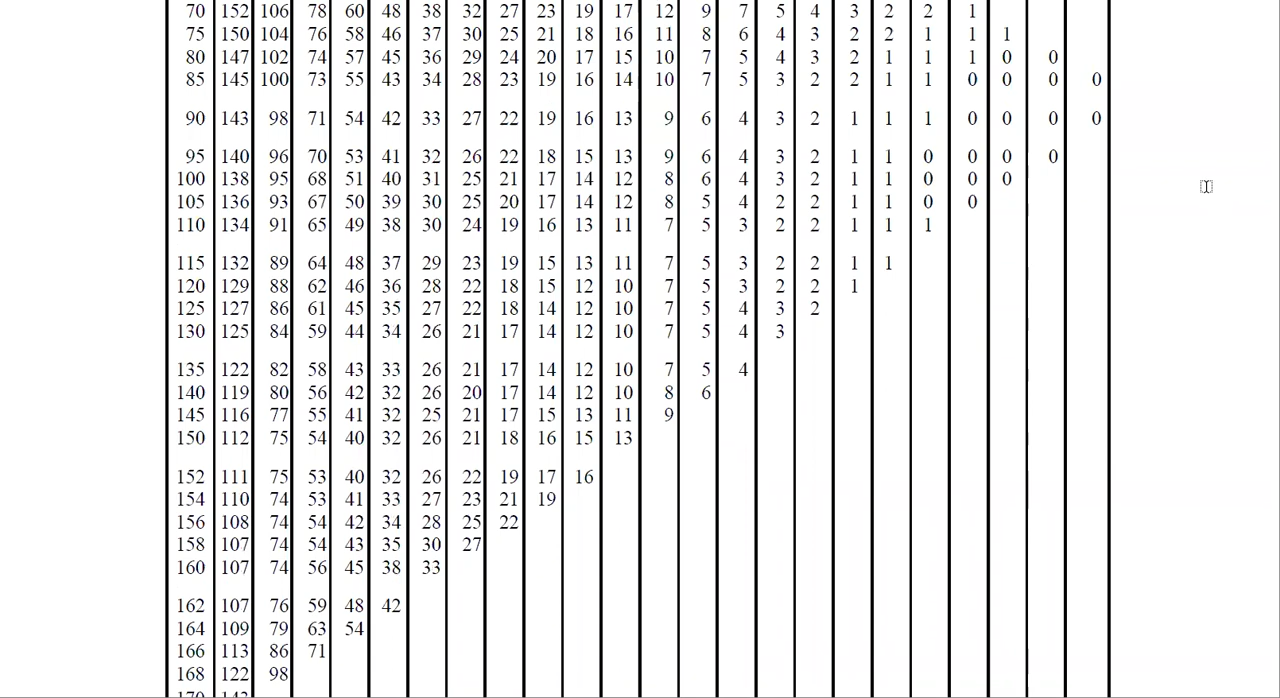 70 152 106 78 60 48 38 32 27 23 19 17 12 9 7 5 4 3 2 2 1
75 150 104 76 58 46 37 30 25 21 18 16 11 8 6 4 3 2 2 1 1 1
80 147 102 74 57 45 36 29 24 20 17 15 10 7 5 4 3 2 1 1 1 0 0
85 145 100 73 55 43 34 28 23 19 16 14 10 7 5 3 2 2 1 1 0 0 0 0
90 143 98 71 54 42 33 27 22 19 16 13 9 6 4 3 2 1 1 1 0 0 0 0
95 140 96 70 53 41 32 26 22 18 15 13 9 6 4 3 2 1 1 0 0 0 0
100 138 95 68 51 40 31 25 21 17 14 12 8 6 4 3 2 1 1 0 0 0
105 136 93 67 50 39 30 25 20 17 14 12 8 5 4 2 2 1 1 0 0
110 134 91 65 49 38 30 24 19 16 13 11 7 5 3 2 2 1 1 1
115 132 89 64 48 37 29 23 19 15 13 11 7 5 3 2 2 1 1
120 129 88 62 46 36 28 22 18 15 12 10 7 5 3 2 2 1
125 127 86 61 45 35 27 22 18 14 12 10 7 5 4 3 2
130 125 84 59 44 34 26 21 17 14 12 10 7 5 4 3
135 122 82 58 43 33 26 21 17 14 12 10 7 5 4
140 119 80 56 42 32 26 20 17 14 12 10 8 6
145 116 77 55 41 32 25 21 17 15 13 11 9
150 112 75 54 40 32 26 21 18 16 15 13
152 111 75 53 40 32 26 22 19 17 16
154 110 74 53 41 33 27 23 21 19
156 108 74 54 42 34 28 25 22
158 107 74 54 43 35 30 27
160 107 74 56 45 38 33
162 107 76 59 48 42
164 109 79 63 54
166 113 86 71
168 122 98